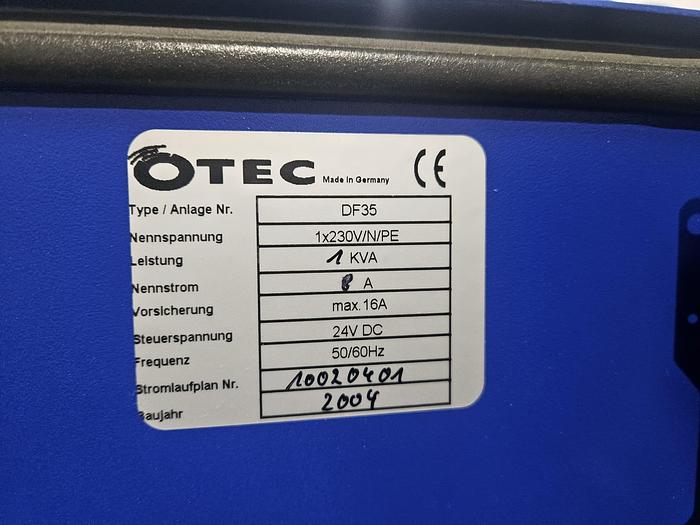 OTEC Made in Germany CE
Type / Anlage Nr. DF35
Nennspannung 1x230V/N/PE
Leistung 1 KVA
Nennstrom 8 A
Vorsicherung max.16A
Steuerspannung 24V DC
Frequenz 50/60Hz
Stromlaufplan Nr. 10020401
Baujahr 2004